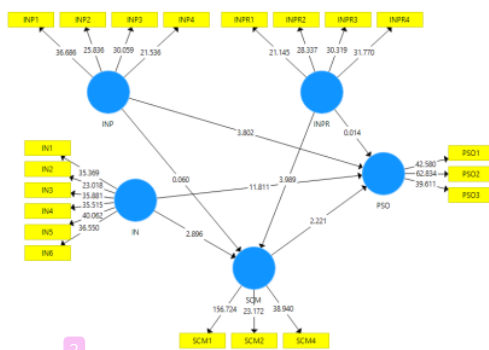 INP1 INP2 INP3 INP4 INPR1 INPR2 INPR3 INPR4
36.686 25.836 30.059 21.536 21.145 28.337 30.319 31.770
INP INPR
3.802 0.014
IN1
IN2
IN3
IN4
IN5
IN6
35.369
23.018
35.881
35.515
40.062
36.550
0.060
11.811 3.989
PSO1
PSO2
PSO3
42.580
62.834
39.611
IN PSO
2.896 2.221
SCM
156.724 23.172 38.940
SCM1 SCM2 SCM4